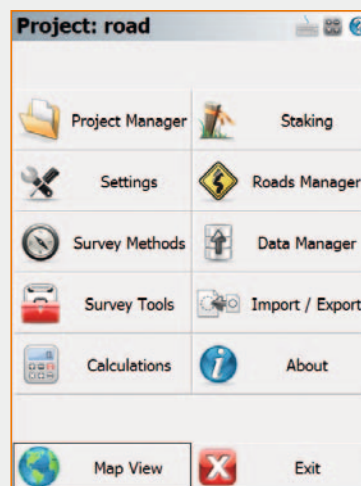 Project: road
Project Manager
Staking
Settings
Roads Manager
Survey Methods
Data Manager
Survey Tools
Import / Export
Calculations
About
Map View
Exit